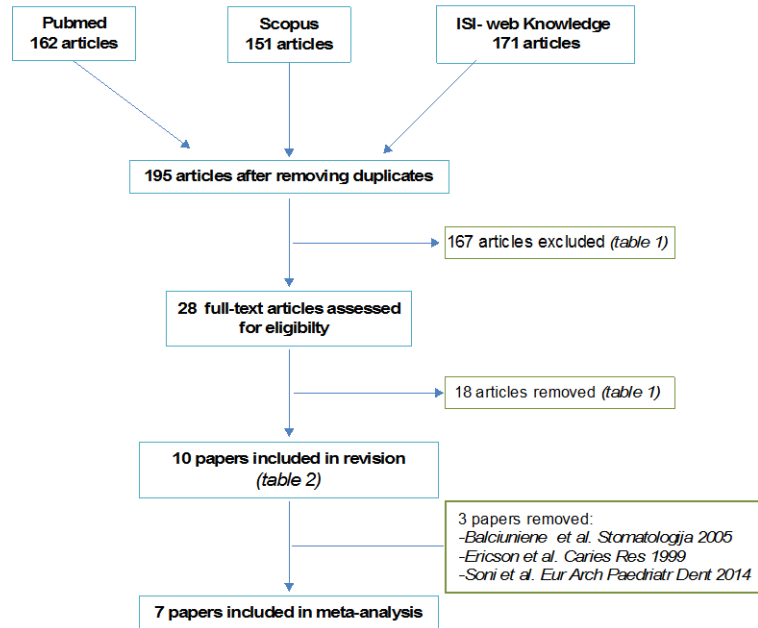 Pubmed
162 articles
Scopus
151 articles
ISI- web Knowledge
171 articles
195 articles after removing duplicates
167 articles excluded (table 1)
28 full-text articles assessed
for eligibilty
18 articles removed (table 1)
10 papers included in revision
(table 2)
3 papers removed:
-Balciuniene et al. Stomatologija 2005
-Ericson et al. Caries Res 1999
-Soni et al. Eur Arch Paedriatr Dent 2014
7 papers included in meta-analysis